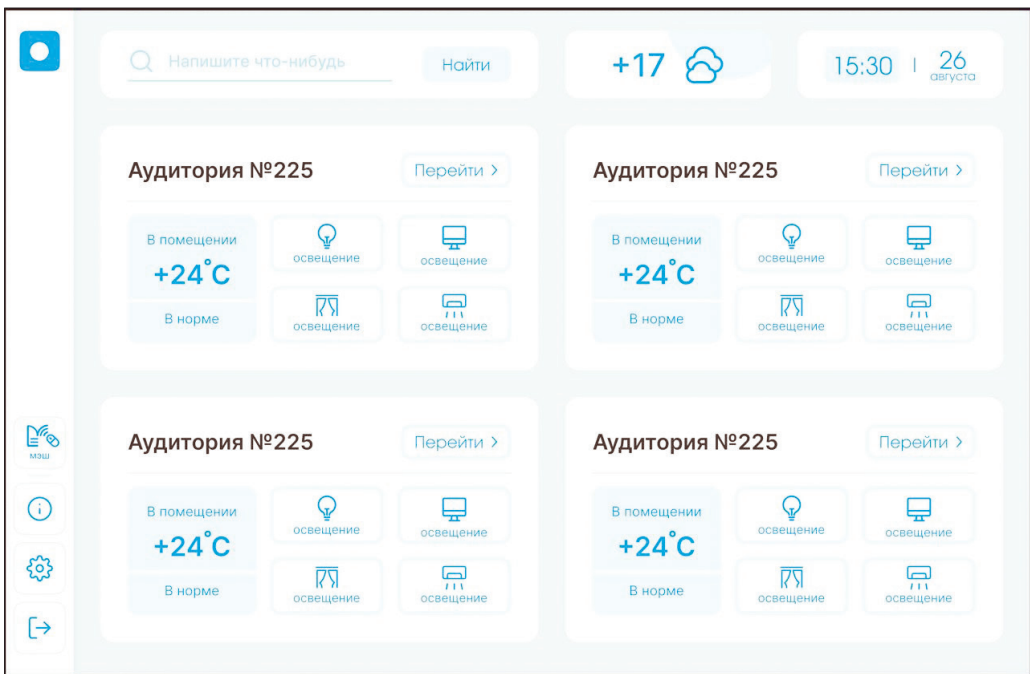 Напишите что-нибудь
Найти
+17
15:30 | 26 августа
Аудитория №225
Перейти >
В помещении
+24°C
В норме
освещение
освещение
освещение
освещение
Аудитория №225
Перейти >
В помещении
+24°C
В норме
освещение
освещение
освещение
освещение
мэш
Аудитория №225
Перейти >
В помещении
+24°C
В норме
освещение
освещение
освещение
освещение
Аудитория №225
Перейти >
В помещении
+24°C
В норме
освещение
освещение
освещение
освещение